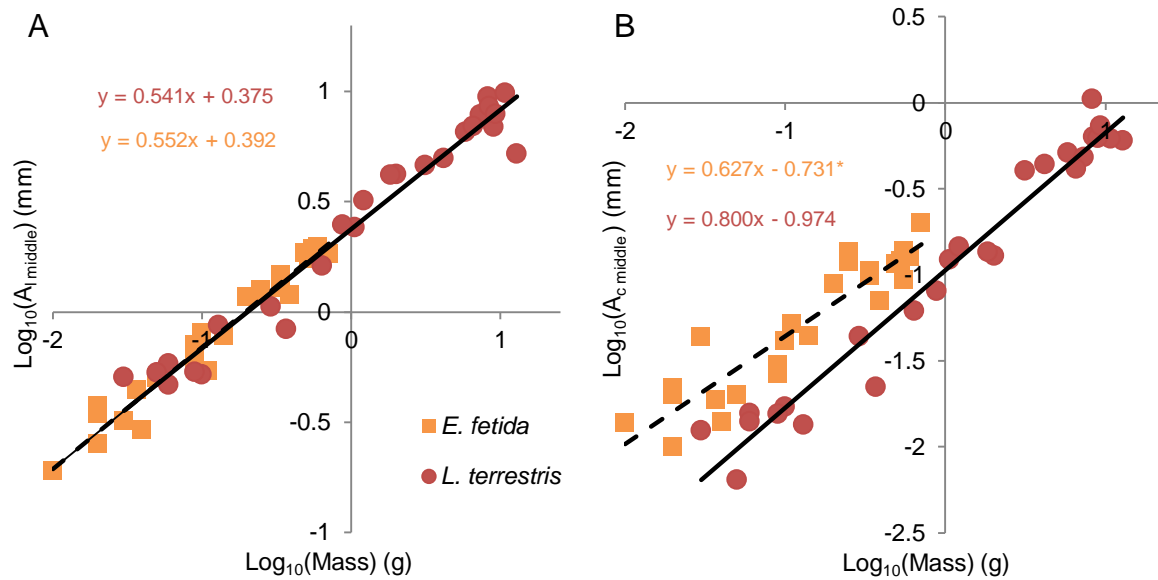 A
y = 0.541x + 0.375
y = 0.552x + 0.392
Log10(A l middle) (mm)
1
0.5
0
-2
-1
0
1
-0.5
-1
E. fetida
L. terrestris
Log10(Mass) (g)
B
0.5
0
-2
-1
0
1
y = 0.627x - 0.731*
y = 0.800x - 0.974
Log10(A c middle) (mm)
-0.5
-1
-1.5
-2
-2.5
Log10(Mass) (g)